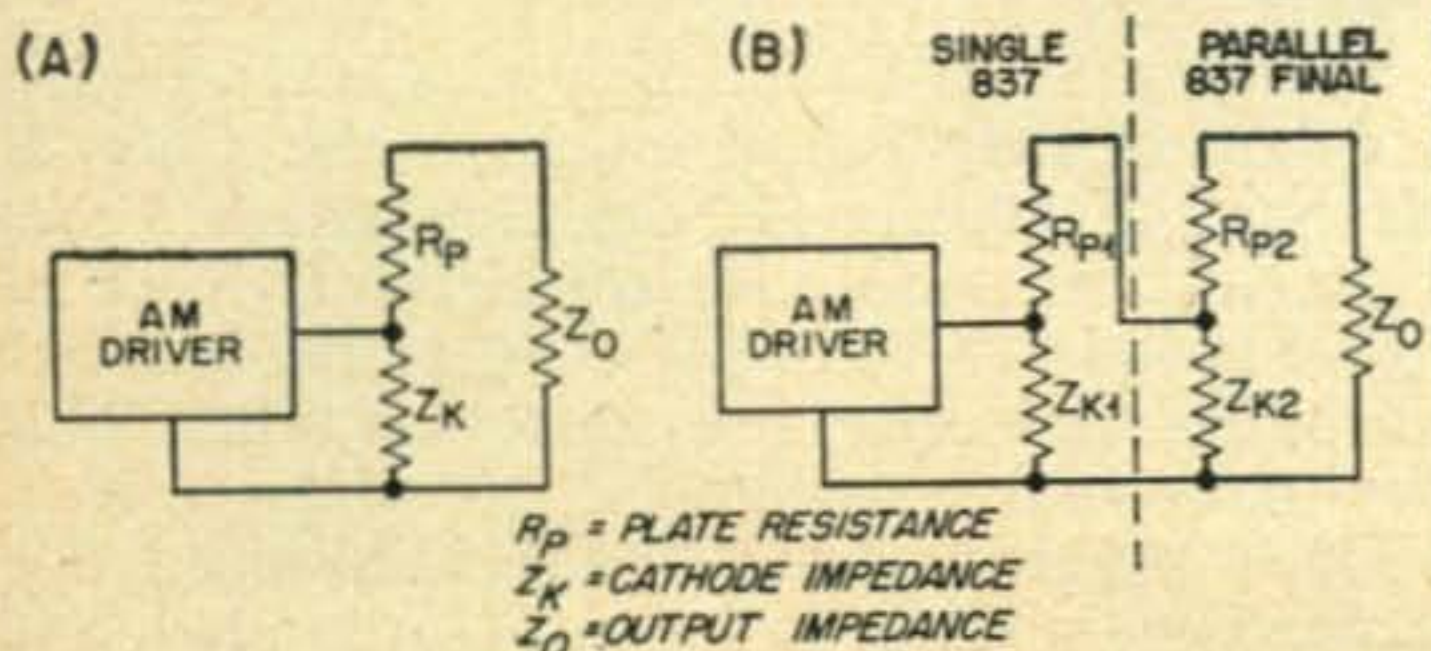 (A)
AM
DRIVER
RP
ZK
ZO
(B)
SINGLE
837
PARALLEL
837 FINAL
AM
DRIVER
RP1
ZK1
RP2
ZK2
ZO
RP = PLATE RESISTANCE
ZK = CATHODE IMPEDANCE
ZO = OUTPUT IMPEDANCE